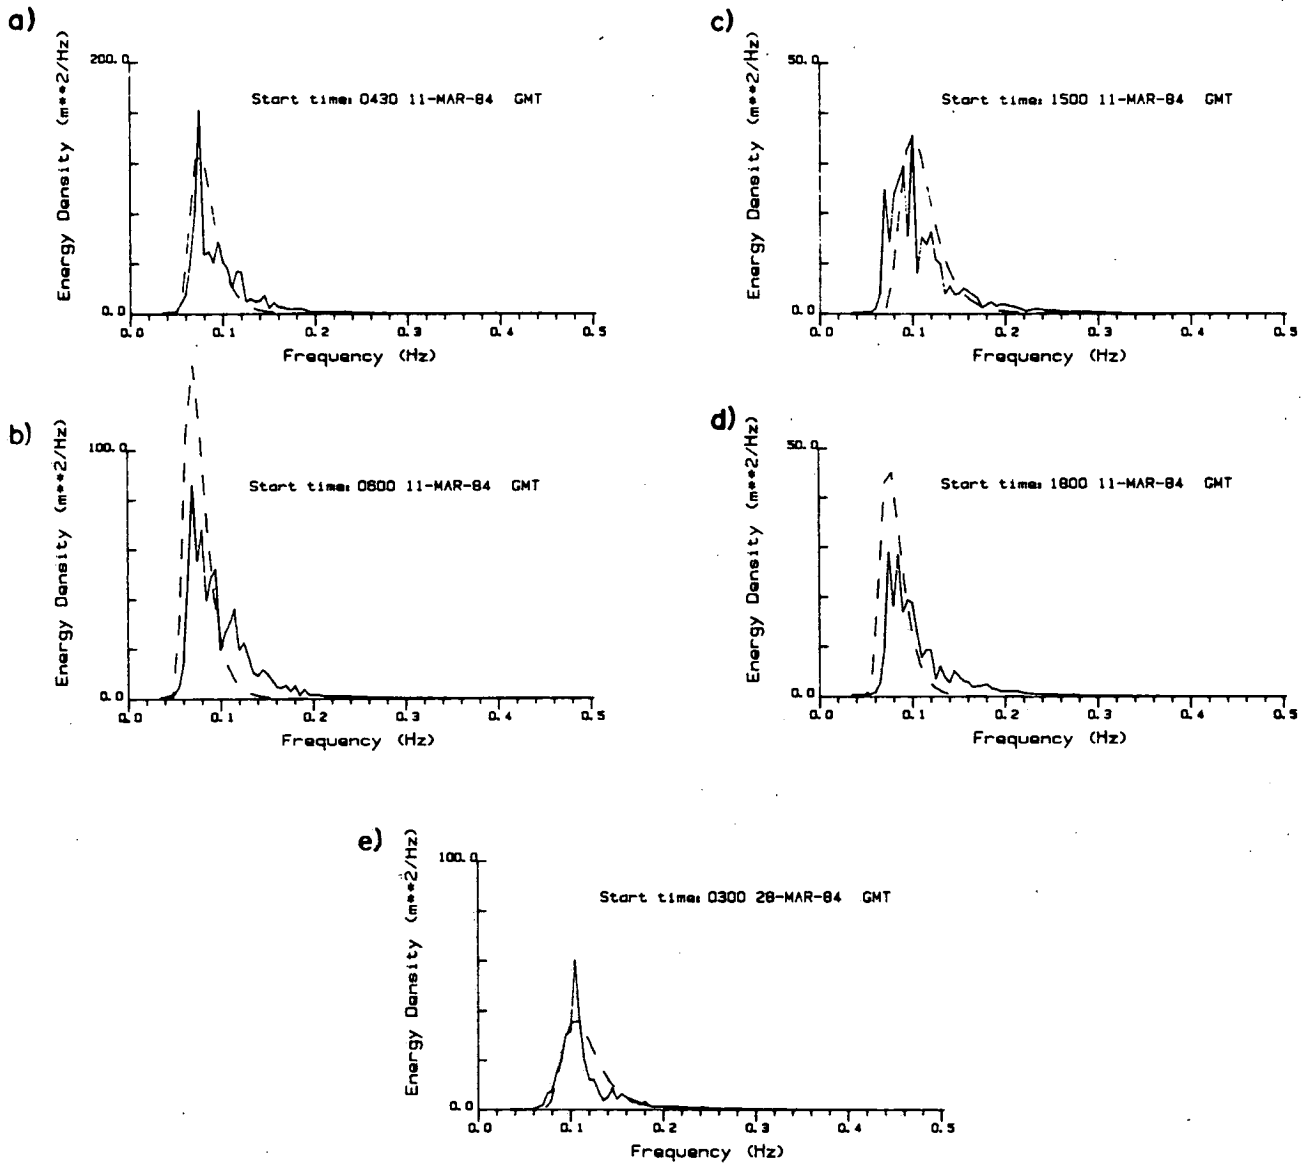 a)
Energy Density (m**2/Hz)
200.0
0.0
Start time: 0430 11-MAR-84 GMT
0.0 0.1 0.2 0.3 0.4 0.5
Frequency (Hz)
b)
Energy Density (m**2/Hz)
100.0
0.0
Start time: 0600 11-MAR-84 GMT
0.0 0.1 0.2 0.3 0.4 0.5
Frequency (Hz)
c)
Energy Density (m**2/Hz)
50.0
0.0
Start time: 1500 11-MAR-84 GMT
0.0 0.1 0.2 0.3 0.4 0.5
Frequency (Hz)
d)
Energy Density (m**2/Hz)
50.0
0.0
Start time: 1800 11-MAR-84 GMT
0.0 0.1 0.2 0.3 0.4 0.5
Frequency (Hz)
e)
Energy Density (m**2/Hz)
100.0
0.0
Start time: 0300 28-MAR-84 GMT
0.0 0.1 0.2 0.3 0.4 0.5
Frequency (Hz)